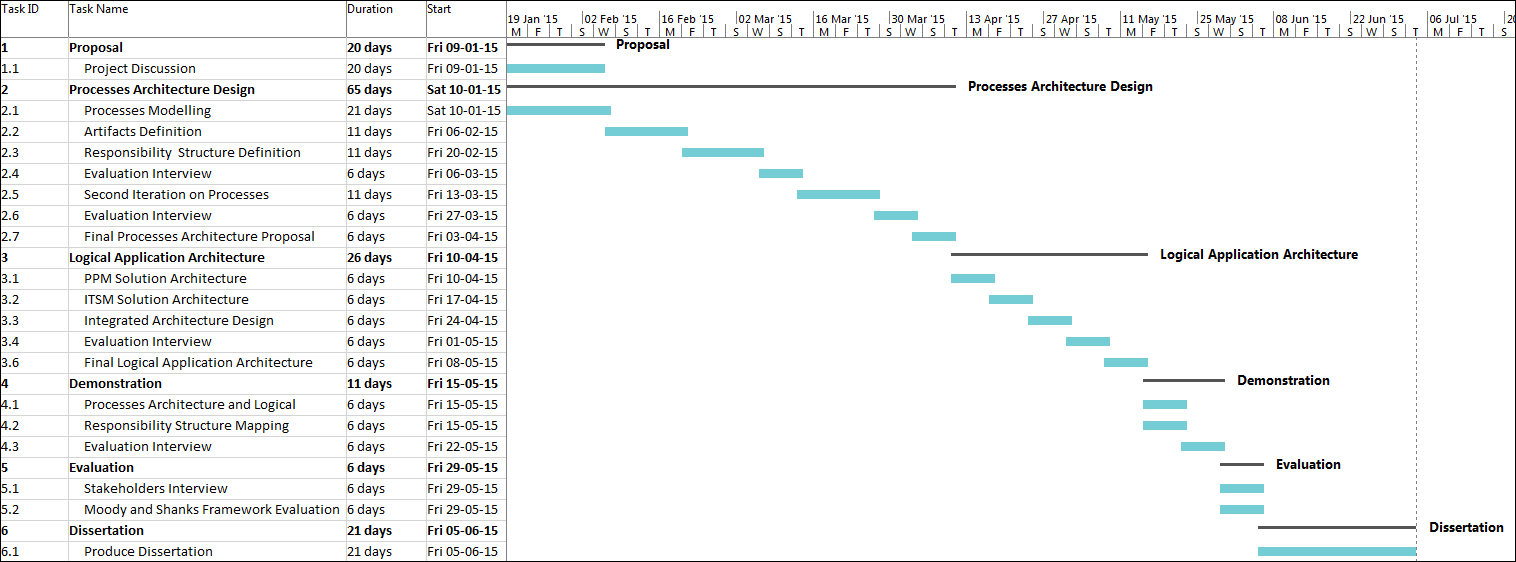 Task ID Task Name Duration Start 19 Jan '15 02 Feb '15 16 Feb '15 02 Mar '15 16 Mar '15 30 Mar '15 13 Apr '15 27 Apr '15 11 May '15 25 May '15 08 Jun '15 22 Jun '15 06 Jul '15 20
M F T S W S T M F T S W S T M F T S W S T M F T S W S T M F T S W S T M F T S
1 Proposal 20 days Fri 09-01-15 Proposal
1.1 Project Discussion 20 days Fri 09-01-15
2 Processes Architecture Design 65 days Sat 10-01-15 Processes Architecture Design
2.1 Processes Modelling 21 days Sat 10-01-15
2.2 Artifacts Definition 11 days Fri 06-02-15
2.3 Responsibility Structure Definition 11 days Fri 20-02-15
2.4 Evaluation Interview 6 days Fri 06-03-15
2.5 Second Iteration on Processes 11 days Fri 13-03-15
2.6 Evaluation Interview 6 days Fri 27-03-15
2.7 Final Processes Architecture Proposal 6 days Fri 03-04-15
3 Logical Application Architecture 26 days Fri 10-04-15 Logical Application Architecture
3.1 PPM Solution Architecture 6 days Fri 10-04-15
3.2 ITSM Solution Architecture 6 days Fri 17-04-15
3.3 Integrated Architecture Design 6 days Fri 24-04-15
3.4 Evaluation Interview 6 days Fri 01-05-15
3.6 Final Logical Application Architecture 6 days Fri 08-05-15
4 Demonstration 11 days Fri 15-05-15 Demonstration
4.1 Processes Architecture and Logical 6 days Fri 15-05-15
4.2 Responsibility Structure Mapping 6 days Fri 15-05-15
4.3 Evaluation Interview 6 days Fri 22-05-15
5 Evaluation 6 days Fri 29-05-15 Evaluation
5.1 Stakeholders Interview 6 days Fri 29-05-15
5.2 Moody and Shanks Framework Evaluation 6 days Fri 29-05-15
6 Dissertation 21 days Fri 05-06-15 Dissertation
6.1 Produce Dissertation 21 days Fri 05-06-15